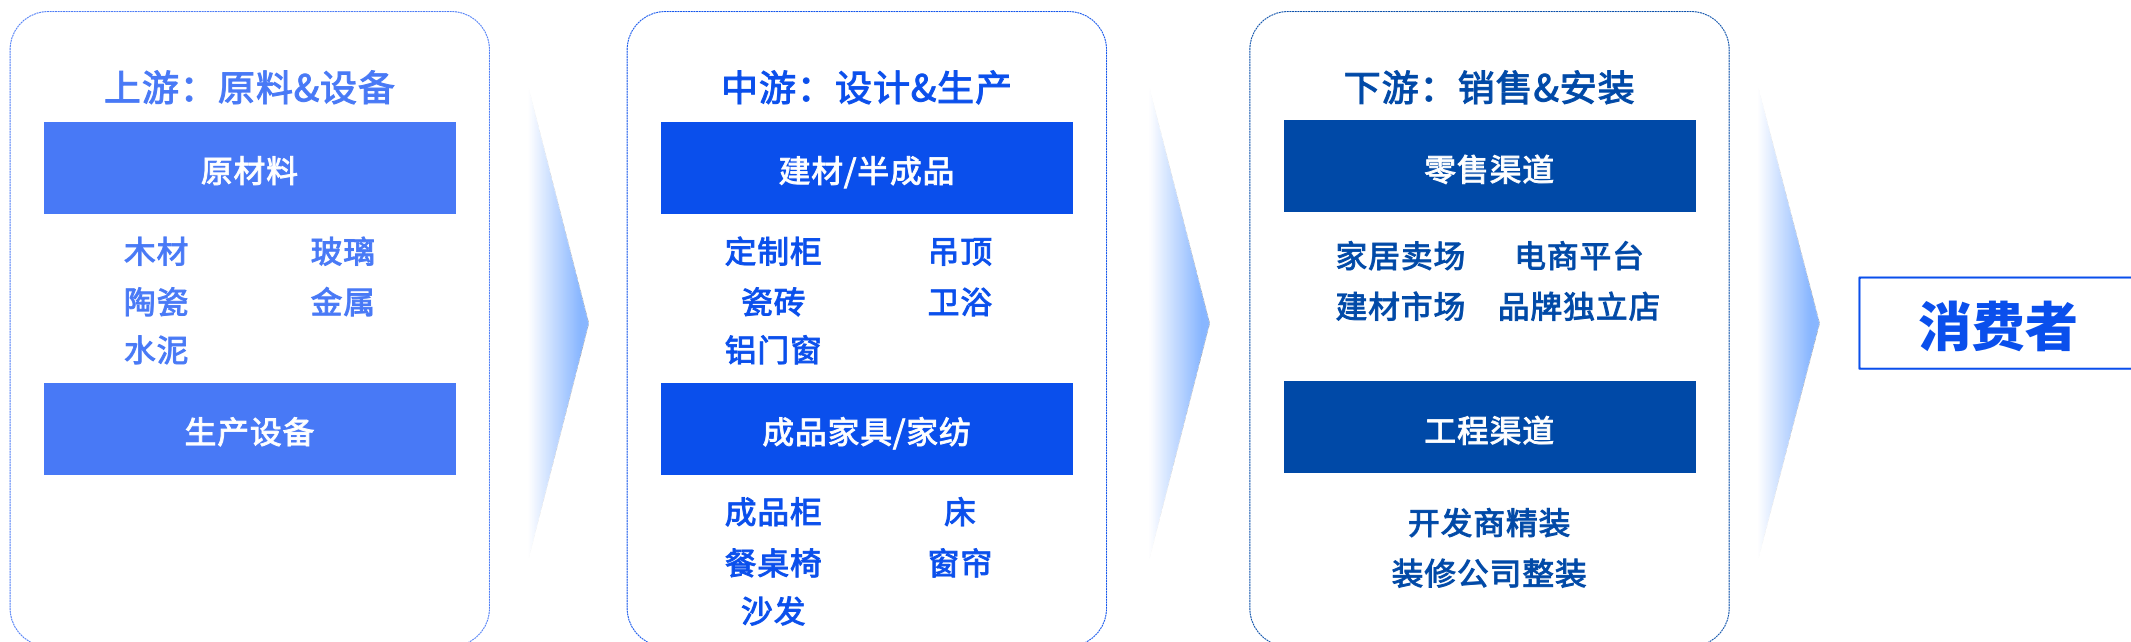 上游：原料&设备
原材料
木材 玻璃
陶瓷 金属
水泥
生产设备
中游：设计&生产
建材/半成品
定制柜 吊顶
瓷砖 卫浴
铝门窗
成品家具/家纺
成品柜 床
餐桌椅 窗帘
沙发
下游：销售&安装
零售渠道
家居卖场 电商平台
建材市场 品牌独立店
工程渠道
开发商精装
装修公司整装
消费者